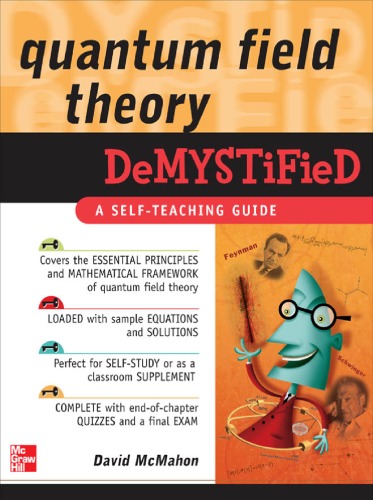 quantum field
theory
DeMYSTiFieD
A SELF-TEACHING GUIDE
Covers the ESSENTIAL PRINCIPLES
and MATHEMATICAL FRAMEWORK
of quantum field theory
LOADED with sample EQUATIONS
and SOLUTIONS
Perfect for SELF-STUDY or as a
classroom SUPPLEMENT
COMPLETE with end-of-chapter
QUIZZES and a final EXAM
Feynman
Schwinger
Mc
Graw
Hill
David McMahon